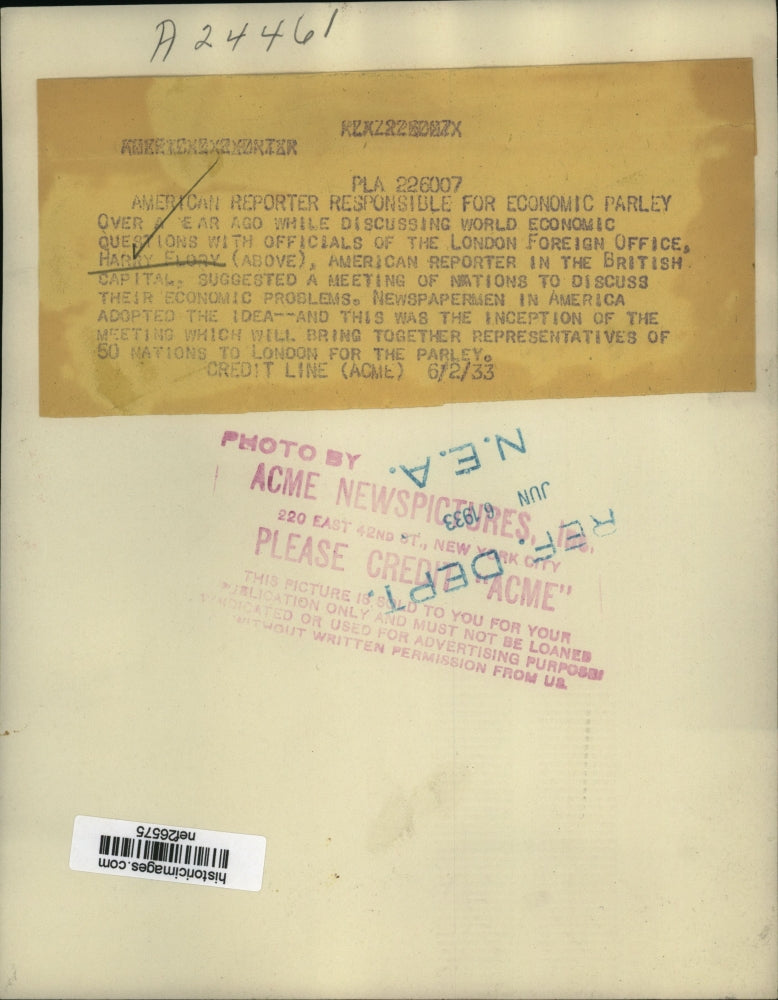 A 24461
PLA 226007
AMERICAN REPORTER RESPONSIBLE FOR ECONOMIC PARLEY
OVER A EAR AGO WHILE DISCUSSING WORLD ECONOMIC
QUESTIONS WITH OFFICIALS OF THE LONDON FOREIGN OFFICE,
HARRY FLORY (ABOVE), AMERICAN REPORTER IN THE BRITISH
CAPITAL, SUGGESTED A MEETING OF NATIONS TO DISCUSS
THEIR ECONOMIC PROBLEMS. NEWSPAPERMEN IN AMERICA
ADOPTED THE IDEA--AND THIS WAS THE INCEPTION OF THE
MEETING WHICH WILL BRING TOGETHER REPRESENTATIVES OF
60 NATIONS TO LONDON FOR THE PARLEY.
CREDIT LINE (ACME) 6/2/33
PHOTO BY
ACME NEWSPICTURES, INC.
220 EAST 42ND ST., NEW YORK CITY
PLEASE CREDIT "ACME"
THIS PICTURE IS SOLD TO YOU FOR YOUR
PUBLICATION ONLY AND MUST NOT BE LOANED
SYNDICATED OR USED FOR ADVERTISING PURPOSES
WITHOUT WRITTEN PERMISSION FROM US.
REF. DEPT.
JUN 6 1933
N.E.A.
historicimages.com
nef26575